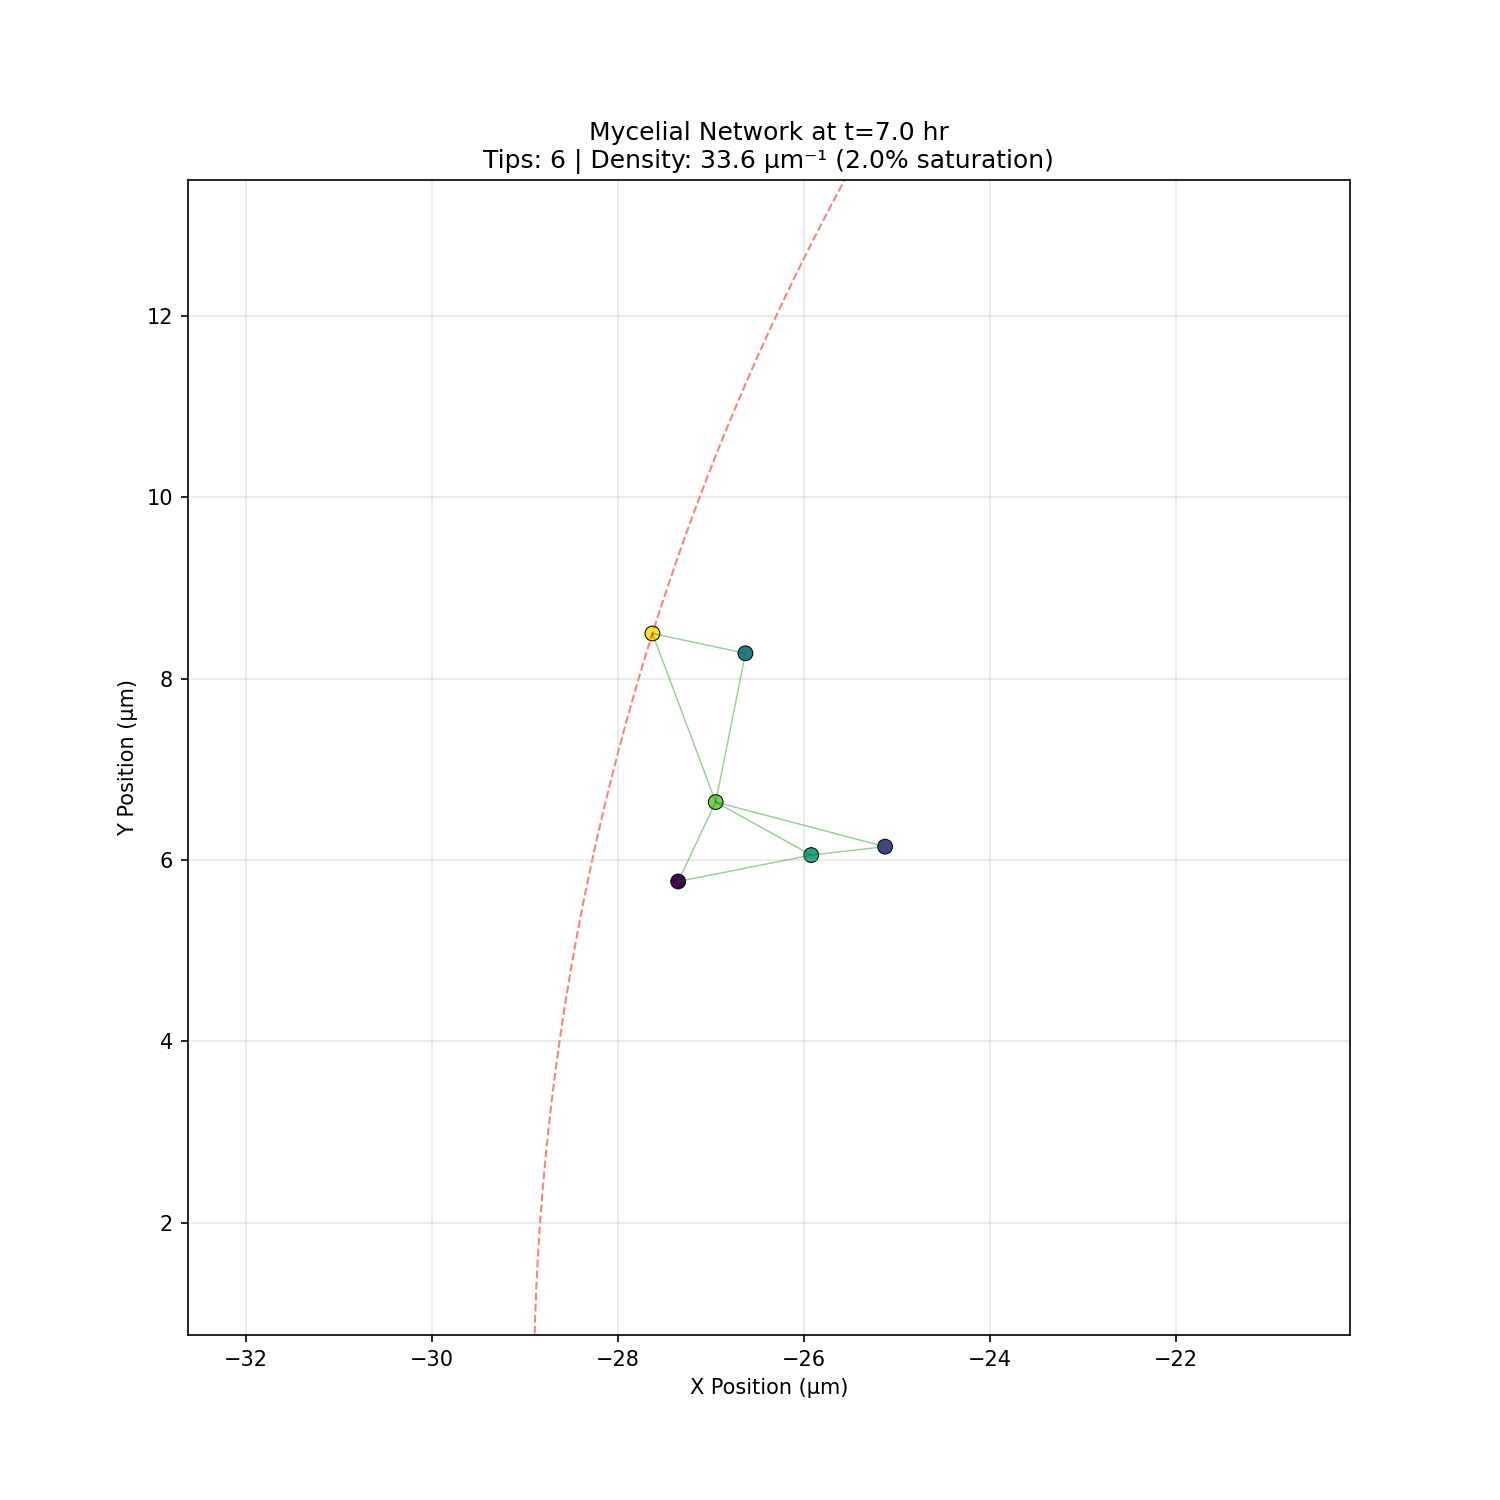 Mycelial Network at t=7.0 hr
Tips: 6 | Density: 33.6 μm⁻¹ (2.0% saturation)
12
10
8
6
4
2
Y Position (μm)
−32 −30 −28 −26 −24 −22
X Position (μm)